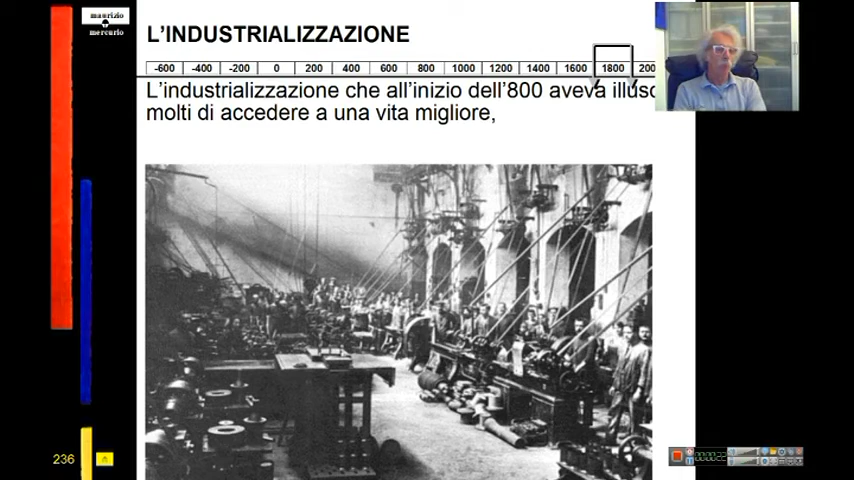 maurizio
mercurio
L'INDUSTRIALIZZAZIONE
-600 -400 -200 0 200 400 600 800 1000 1200 1400 1600 1800 200
L'industrializzazione che all'inizio dell'800 aveva illuso
molti di accedere a una vita migliore,
236